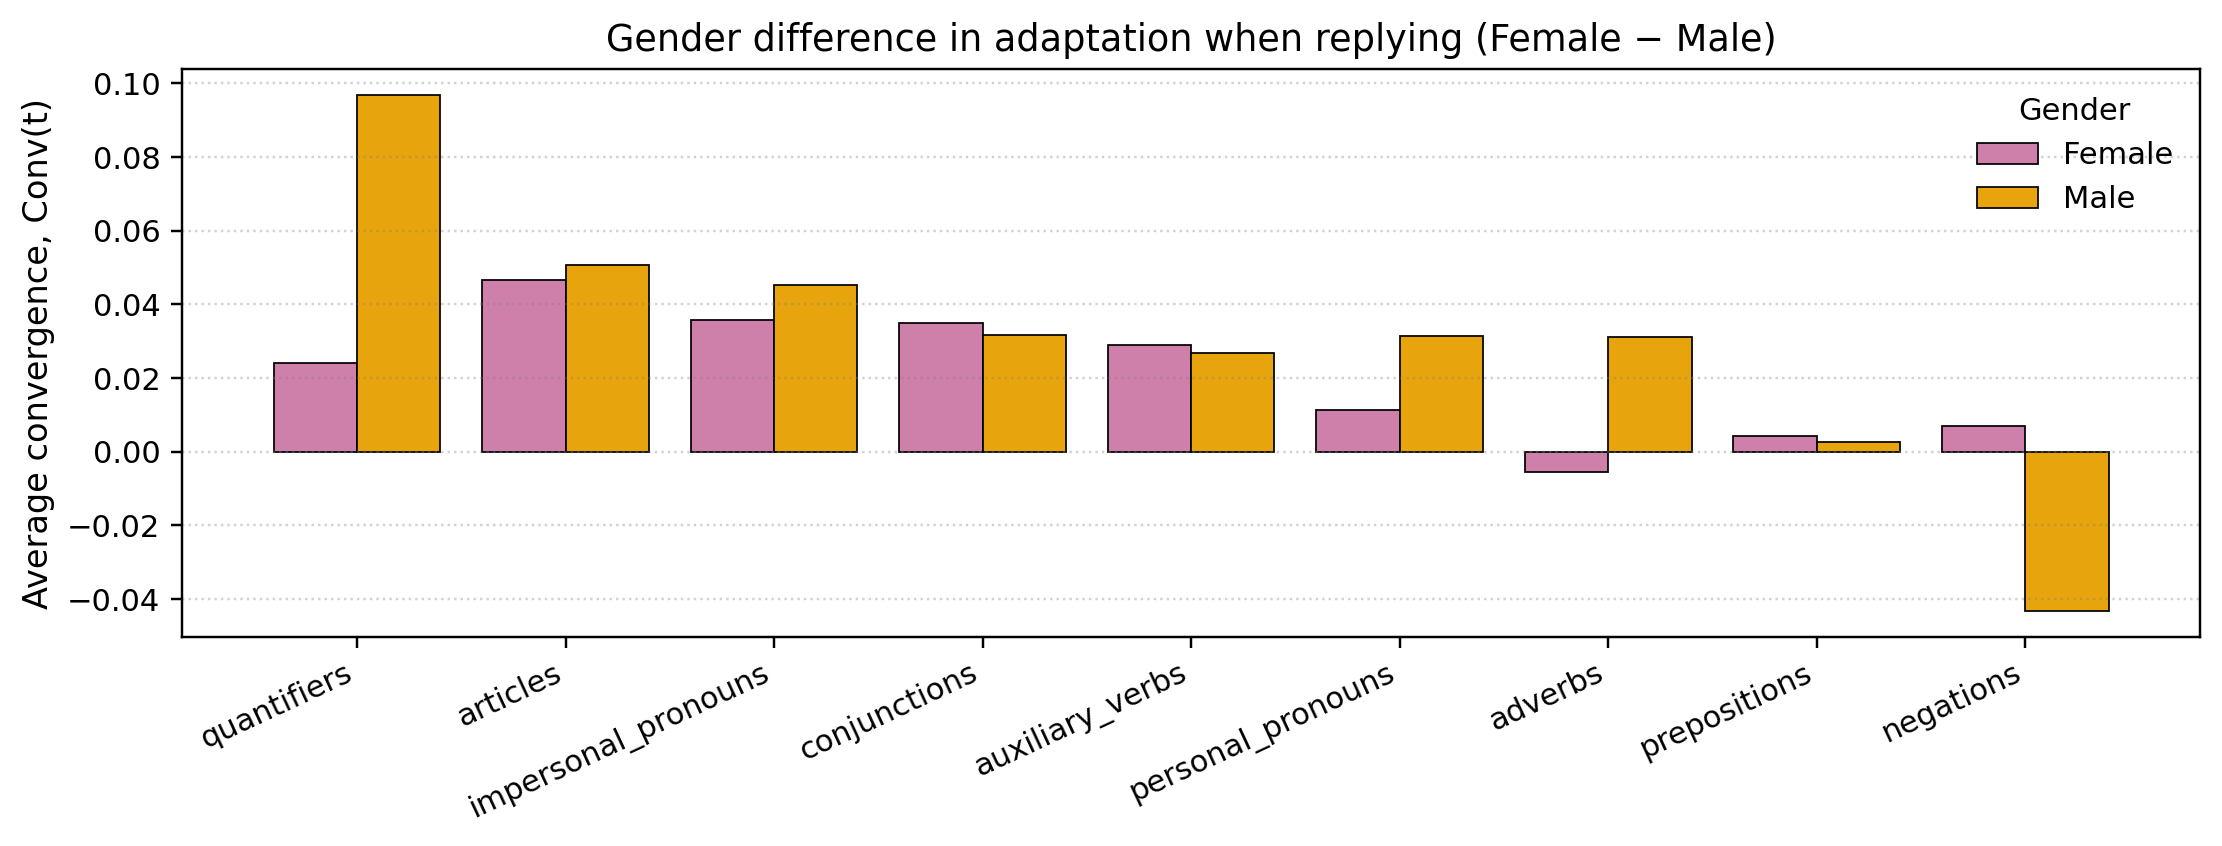 Gender difference in adaptation when replying (Female − Male)
Average convergence, Conv(t)
0.10
0.08
0.06
0.04
0.02
0.00
−0.02
−0.04
Gender
Female
Male
quantifiers
articles
impersonal_pronouns
conjunctions
auxiliary_verbs
personal_pronouns
adverbs
prepositions
negations